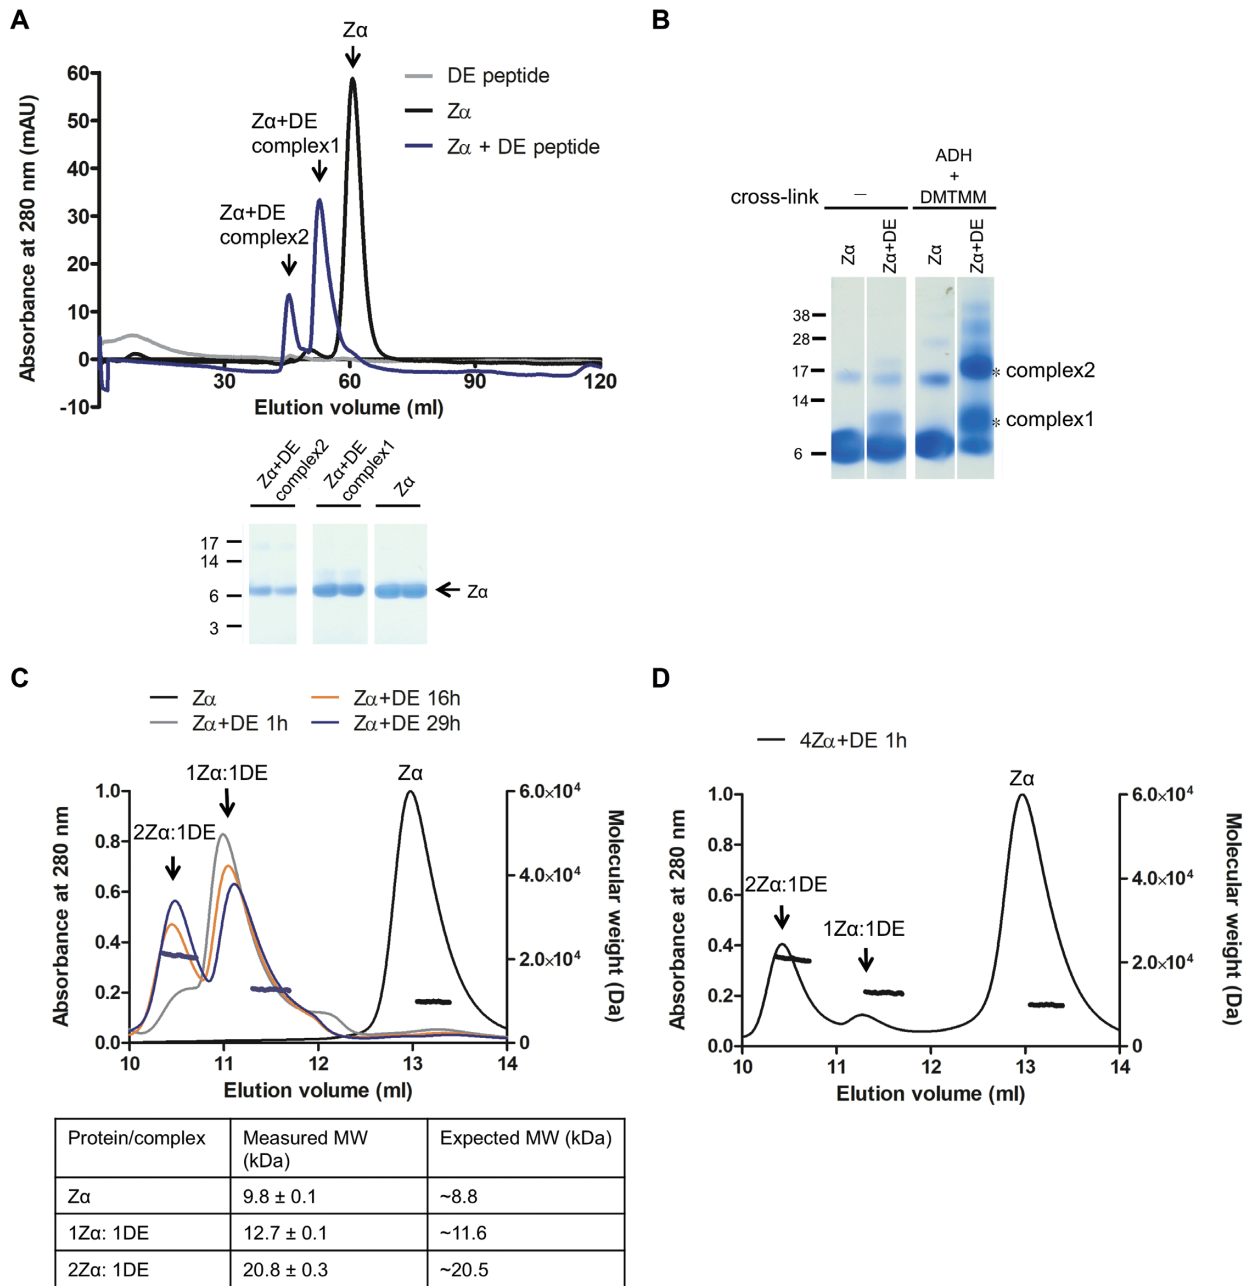 A
Zα
DE peptide
Zα
Zα + DE peptide
Zα+DE
complex1
Zα+DE
complex2
Absorbance at 280 nm (mAU)
60
50
40
30
20
10
0
-10
30
60
90
120
Elution volume (ml)
Zα+DE
complex2
Zα+DE
complex1
Zα
17
14
6
3
Zα
B
cross-link
–
ADH
+
DMTMM
Zα
Zα+DE
Zα
Zα+DE
38
28
17
14
6
* complex2
* complex1
C
Zα
Zα+DE 1h
Zα+DE 16h
Zα+DE 29h
1Zα:1DE
2Zα:1DE
Zα
Absorbance at 280 nm
1.0
0.8
0.6
0.4
0.2
0.0
10
11
12
13
14
Elution volume (ml)
6.0×10⁴
4.0×10⁴
2.0×10⁴
0
Molecular weight (Da)
Protein/complex
Measured MW
(kDa)
Expected MW (kDa)
Zα
9.8 ± 0.1
~8.8
1Zα: 1DE
12.7 ± 0.1
~11.6
2Zα: 1DE
20.8 ± 0.3
~20.5
D
4Zα+DE 1h
2Zα:1DE
1Zα:1DE
Zα
Absorbance at 280 nm
1.0
0.8
0.6
0.4
0.2
0.0
10
11
12
13
14
Elution volume (ml)
6.0×10⁴
4.0×10⁴
2.0×10⁴
0
Molecular weight (Da)